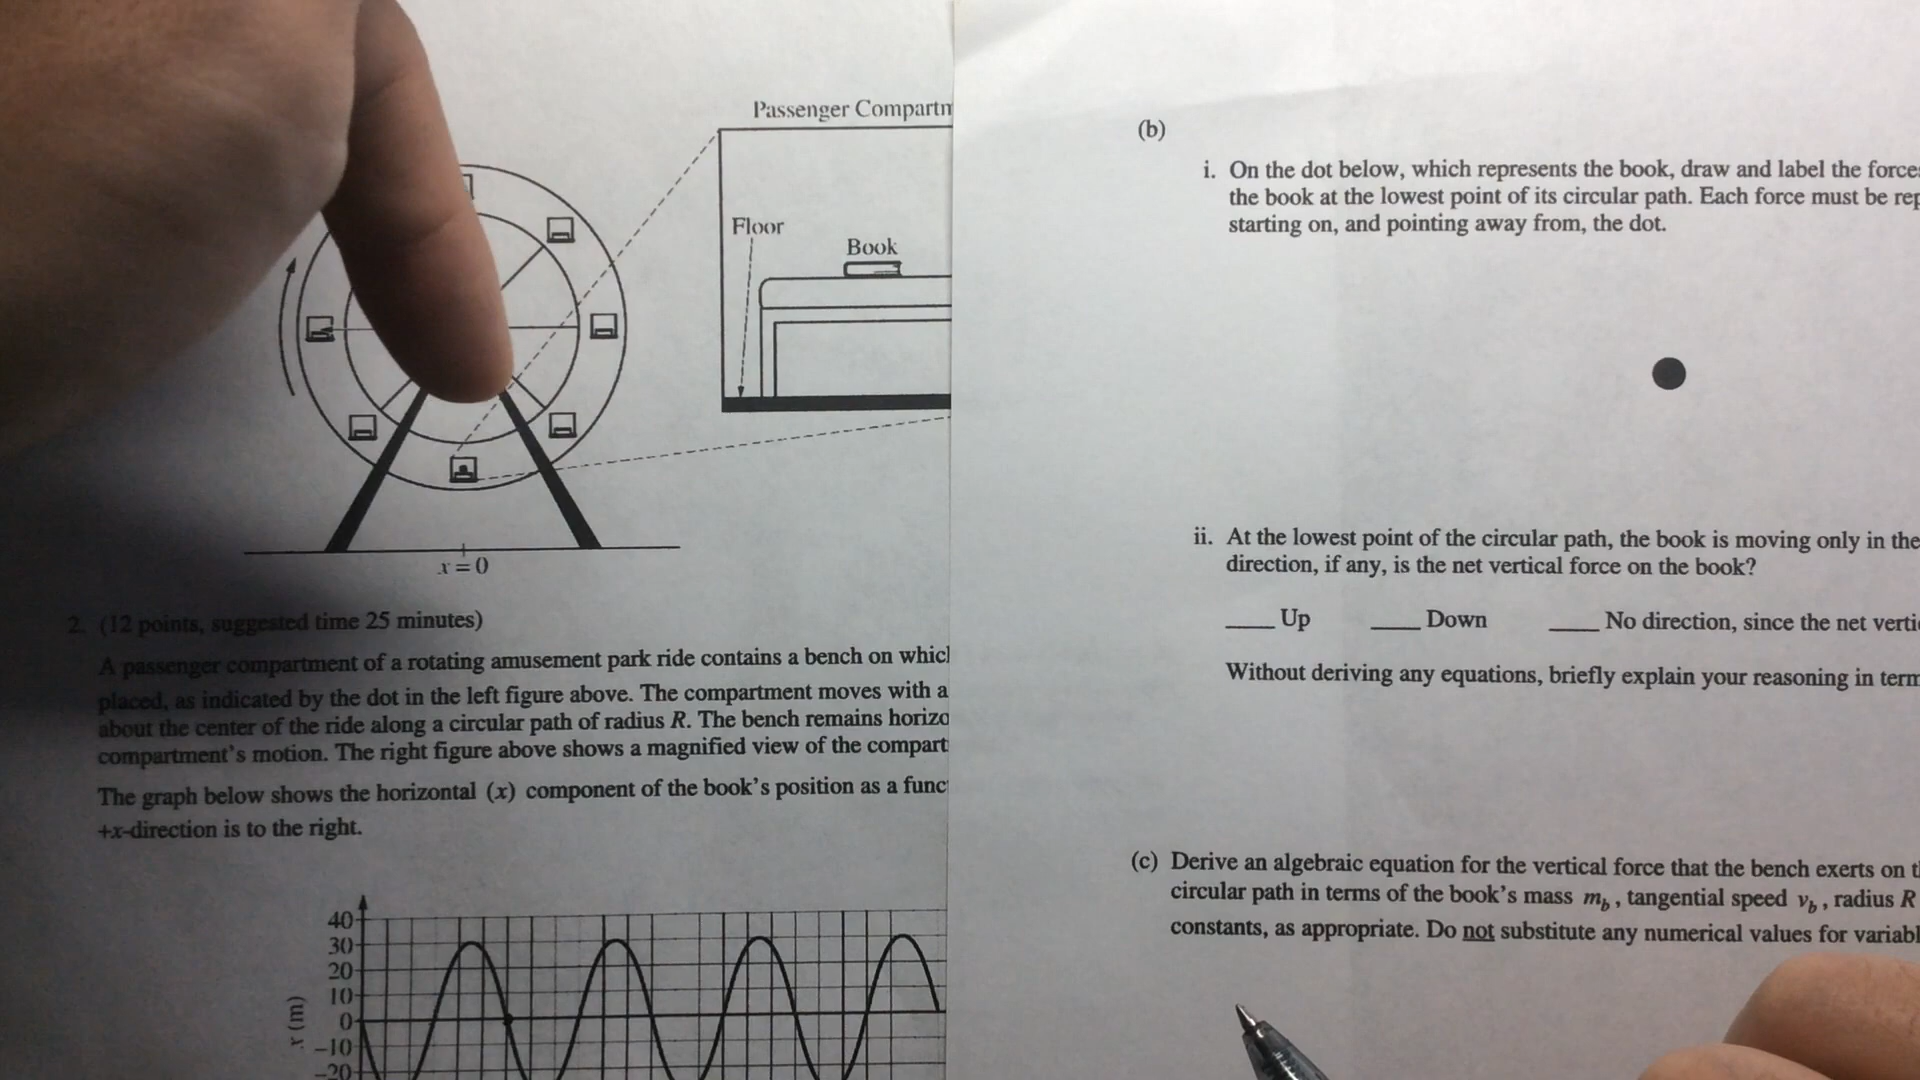 Passenger Compartn
Floor
Book
x = 0
2. (12 points, suggested time 25 minutes)
A passenger compartment of a rotating amusement park ride contains a bench on which
placed, as indicated by the dot in the left figure above. The compartment moves with a
about the center of the ride along a circular path of radius R. The bench remains horizo
compartment's motion. The right figure above shows a magnified view of the compart
The graph below shows the horizontal (x) component of the book's position as a func
+x-direction is to the right.
40
30
20
10
0
-10
-20
x (m)
(b)
i. On the dot below, which represents the book, draw and label the forces
the book at the lowest point of its circular path. Each force must be rep
starting on, and pointing away from, the dot.
ii. At the lowest point of the circular path, the book is moving only in the
direction, if any, is the net vertical force on the book?
____ Up ____ Down ____ No direction, since the net verti
Without deriving any equations, briefly explain your reasoning in term
(c) Derive an algebraic equation for the vertical force that the bench exerts on t
circular path in terms of the book's mass m_b, tangential speed v_b, radius R
constants, as appropriate. Do not substitute any numerical values for variabl